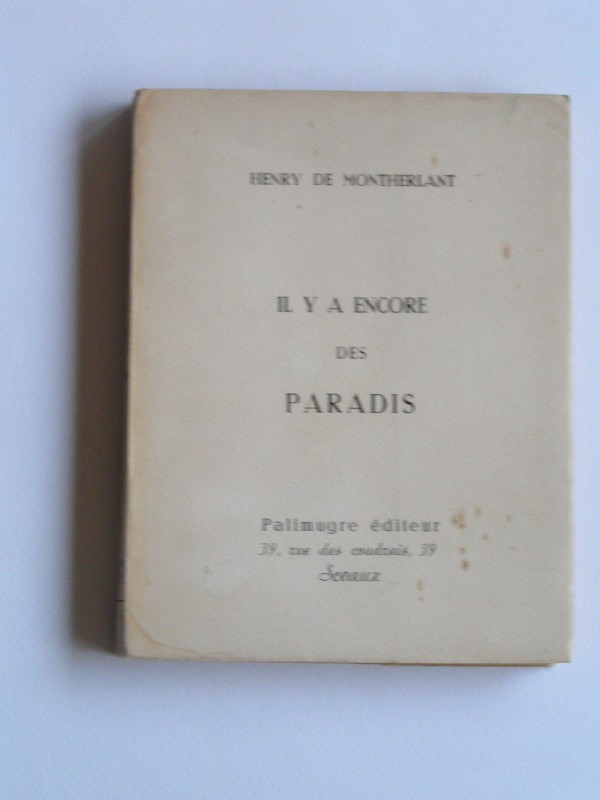 HENRY DE MONTHERLANT
IL Y A ENCORE
DES
PARADIS
Palimugre éditeur
39, rue des coudrais, 39
Sceaux